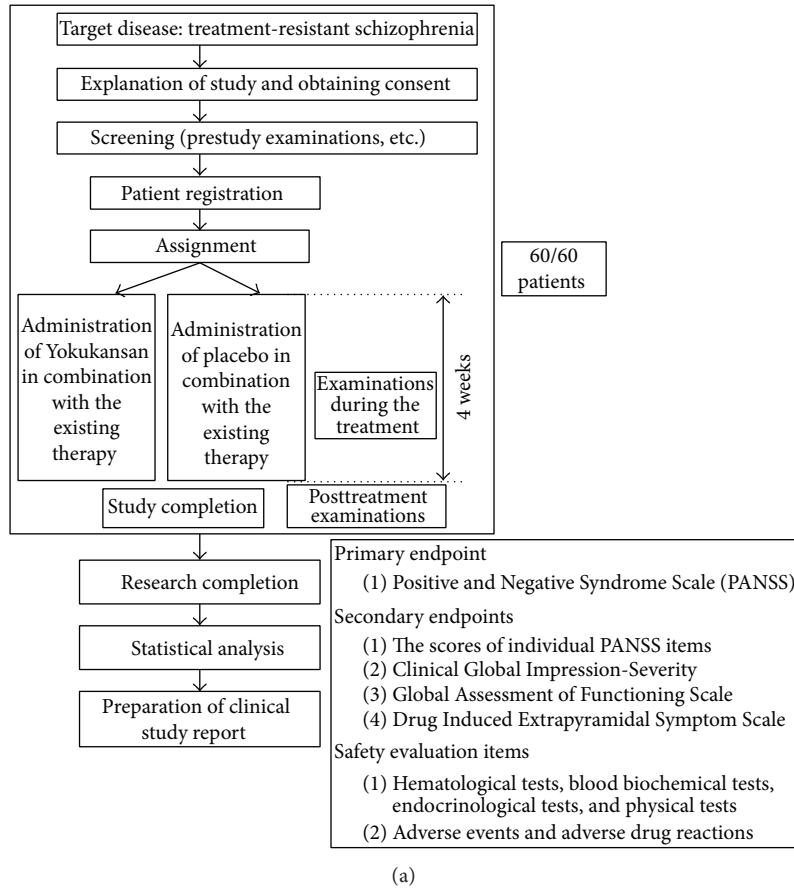 Target disease: treatment-resistant schizophrenia
Explanation of study and obtaining consent
Screening (prestudy examinations, etc.)
Patient registration
Assignment
60/60
patients
Administration
of Yokukansan
in combination
with the
existing
therapy
Administration
of placebo in
combination
with the
existing
therapy
Examinations
during the
treatment
4 weeks
Study completion
Posttreatment
examinations
Research completion
Statistical analysis
Preparation of clinical
study report
Primary endpoint
(1) Positive and Negative Syndrome Scale (PANSS)
Secondary endpoints
(1) The scores of individual PANSS items
(2) Clinical Global Impression-Severity
(3) Global Assessment of Functioning Scale
(4) Drug Induced Extrapyramidal Symptom Scale
Safety evaluation items
(1) Hematological tests, blood biochemical tests,
endocrinological tests, and physical tests
(2) Adverse events and adverse drug reactions
(a)